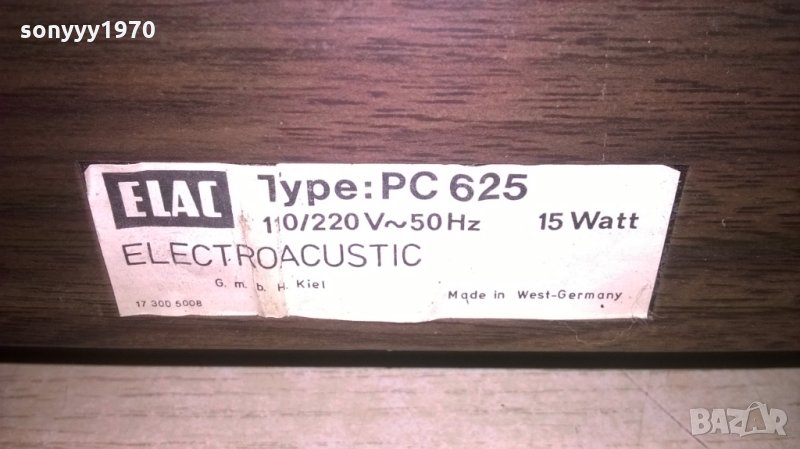 sonyyy1970
ELAC Type: PC 625
110/220 V~50 Hz 15 Watt
ELECTROACUSTIC
G. m. b. H. Kiel
17 300 5008 Made in West-Germany
BAZAR